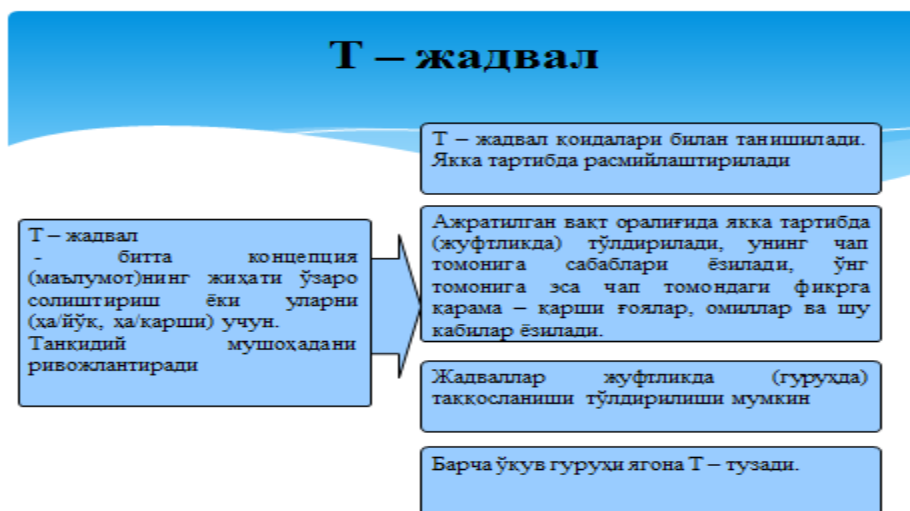 Т – жадвал
Т – жадвал
- битта концепция
(маълумот)нинг жиҳати ўзаро
солиштириш ёки уларни
(ҳа/йўқ, ҳа/қарши) учун.
Танқидий мушоҳадани
ривожлантиради
Т – жадвал қоидалари билан танишилади.
Якка тартибда расмийлаштирилади
Ажратилган вақт оралиғида якка тартибда
(жуфтликда) тўлдирилади, унинг чап
томонига сабаблари ёзилади, ўнг
томонига эса чап томондаги фикрга
қарама – қарши ғоялар, омиллар ва шу
кабилар ёзилади.
Жадваллар жуфтликда (гуруҳда)
таққосланиши тўлдирилиши мумкин
Барча ўқув гуруҳи ягона Т – тузади.